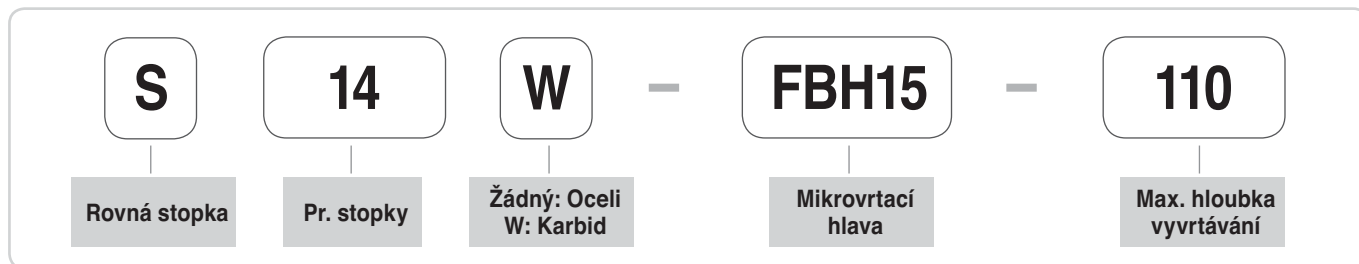 S 14 W – FBH15 – 110
Rovná stopka
Pr. stopky
Žádný: Oceli
W: Karbid
Mikrovrtací
hlava
Max. hloubka
vyvrtávání